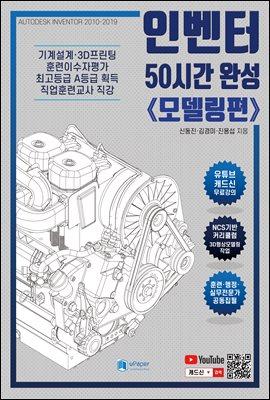 AUTODESK INVENTOR 2010-2019
인벤터
50시간 완성
<모델링편>
신동진·김경미·진용섭 지음
기계설계·3D프린팅
훈련이수자평가
최고등급 A등급 획득
직업훈련교사 직강
유튜브
캐드신
무료강의
NCS기반
커리큘럼
3D형상모델링
작업
훈련·행정·
실무전문가
공동집필
uPaper
YouTube
캐드신
검색